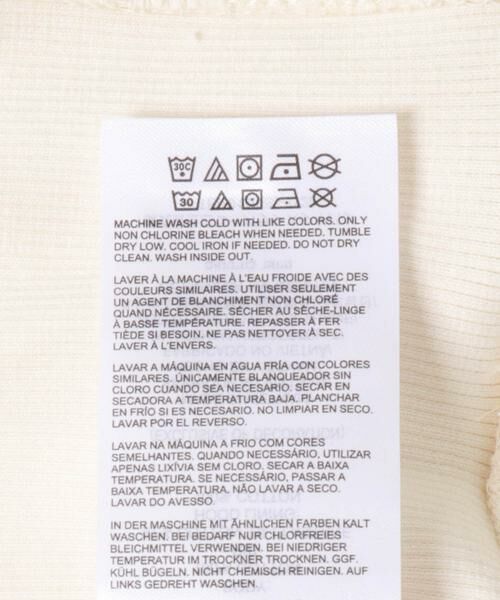 30C
30
MACHINE WASH COLD WITH LIKE COLORS. ONLY
NON CHLORINE BLEACH WHEN NEEDED. TUMBLE
DRY LOW. COOL IRON IF NEEDED. DO NOT DRY
CLEAN. WASH INSIDE OUT.
LAVER À LA MACHINE À L'EAU FROIDE AVEC DES
COULEURS SIMILAIRES. UTILISER SEULEMENT
UN AGENT DE BLANCHIMENT NON CHLORÉ
QUAND NÉCESSAIRE. SÉCHER AU SÈCHE-LINGE
À BASSE TEMPÉRATURE. REPASSER À FER
TIÈDE SI BESOIN. NE PAS NETTOYER À SEC.
LAVER À L'ENVERS.
LAVAR A MÁQUINA EN AGUA FRÍA CON COLORES
SIMILARES. ÚNICAMENTE BLANQUEADOR SIN
CLORO CUANDO SEA NECESARIO. SECAR EN
SECADORA A TEMPERATURA BAJA. PLANCHAR
EN FRÍO SI ES NECESARIO. NO LIMPIAR EN SECO.
LAVAR POR EL REVERSO.
LAVAR NA MÁQUINA A FRIO COM CORES
SEMELHANTES. QUANDO NECESSÁRIO, UTILIZAR
APENAS LIXÍVIA SEM CLORO. SECAR A BAIXA
TEMPERATURA. SE NECESSÁRIO, PASSAR A
BAIXA TEMPERATURA. NÃO LAVAR A SECO.
LAVAR DO AVESSO.
IN DER MASCHINE MIT ÄHNLICHEN FARBEN KALT
WASCHEN. BEI BEDARF NUR CHLORFREIES
BLEICHMITTEL VERWENDEN. BEI NIEDRIGER
TEMPERATUR IM TROCKNER TROCKNEN. GGF.
KÜHL BÜGELN. NICHT CHEMISCH REINIGEN. AUF
LINKS GEDREHT WASCHEN.